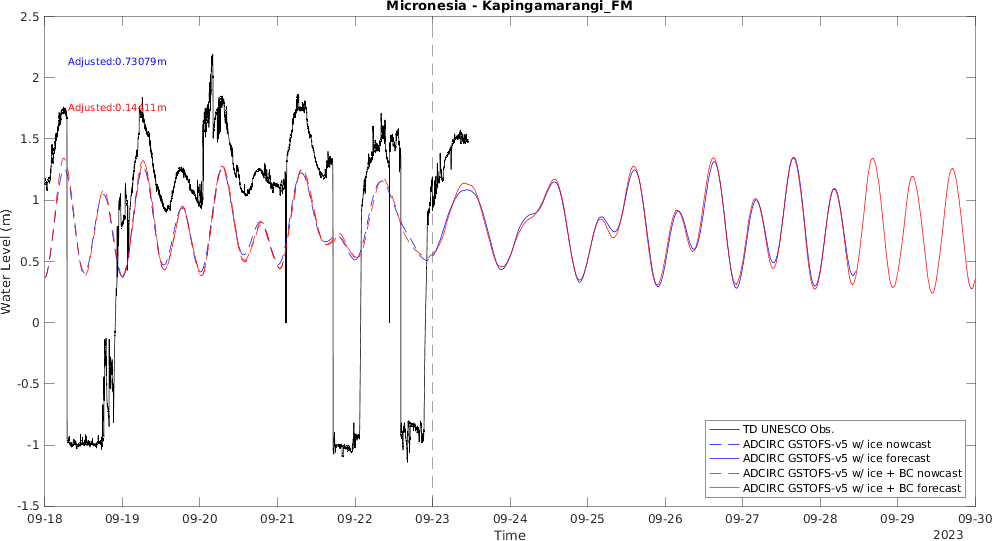 Micronesia - Kapingamarangi_FM
2.5
2
1.5
1
0.5
0
-0.5
-1
-1.5
Water Level (m)
Adjusted:0.73079m
Adjusted:0.14411m
TD UNESCO Obs.
ADCIRC GSTOFS-v5 w/ ice nowcast
ADCIRC GSTOFS-v5 w/ ice forecast
ADCIRC GSTOFS-v5 w/ ice + BC nowcast
ADCIRC GSTOFS-v5 w/ ice + BC forecast
09-18 09-19 09-20 09-21 09-22 09-23 09-24 09-25 09-26 09-27 09-28 09-29 09-30
Time
2023